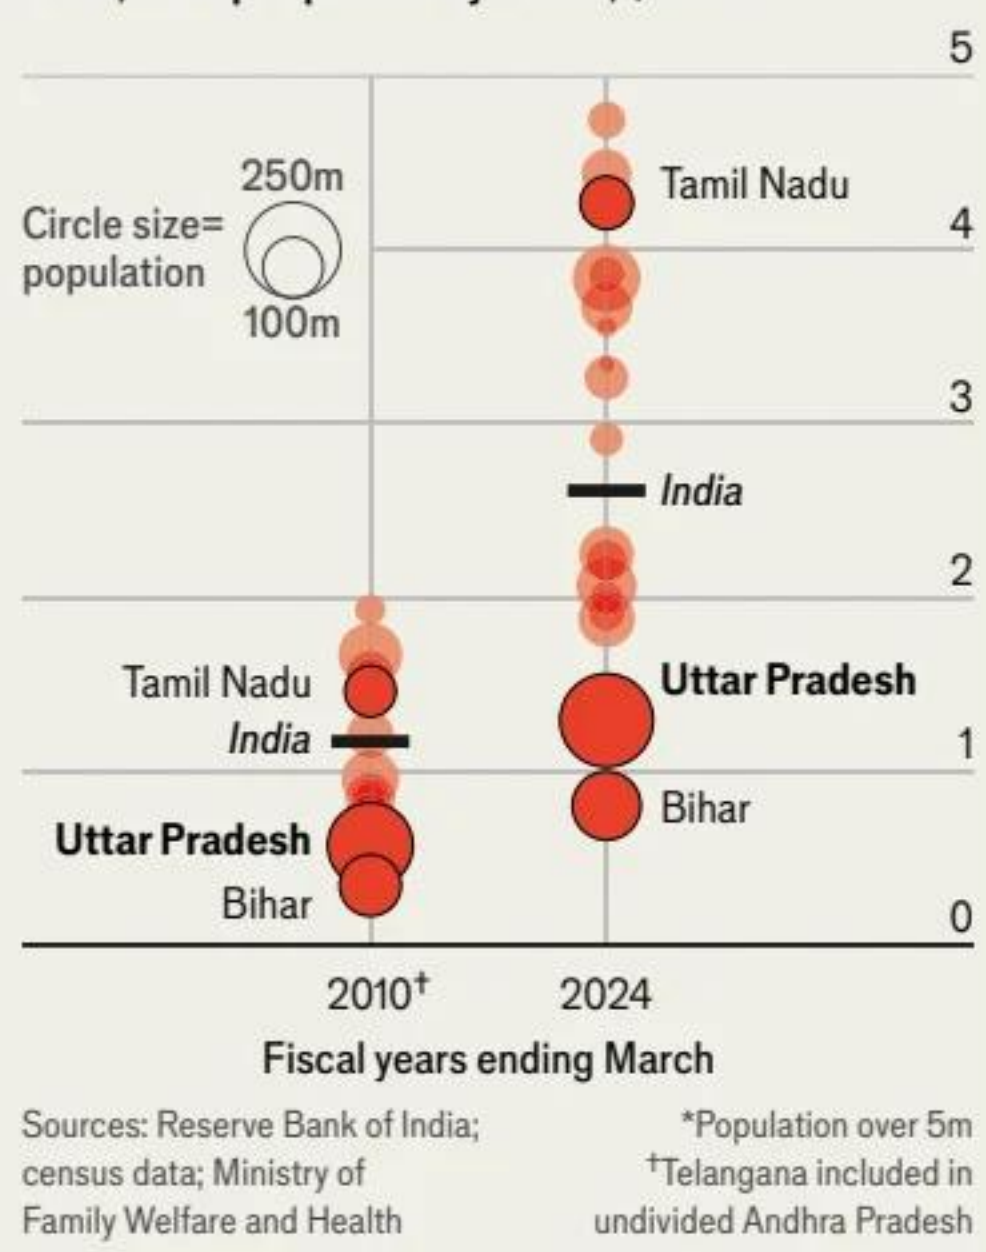 5
250m
Circle size=
population
100m
Tamil Nadu
4
3
India
2
Tamil Nadu
India
Uttar Pradesh
1
Uttar Pradesh
Bihar
Bihar
0
2010† 2024
Fiscal years ending March
Sources: Reserve Bank of India;
census data; Ministry of
Family Welfare and Health
*Population over 5m
†Telangana included in
undivided Andhra Pradesh